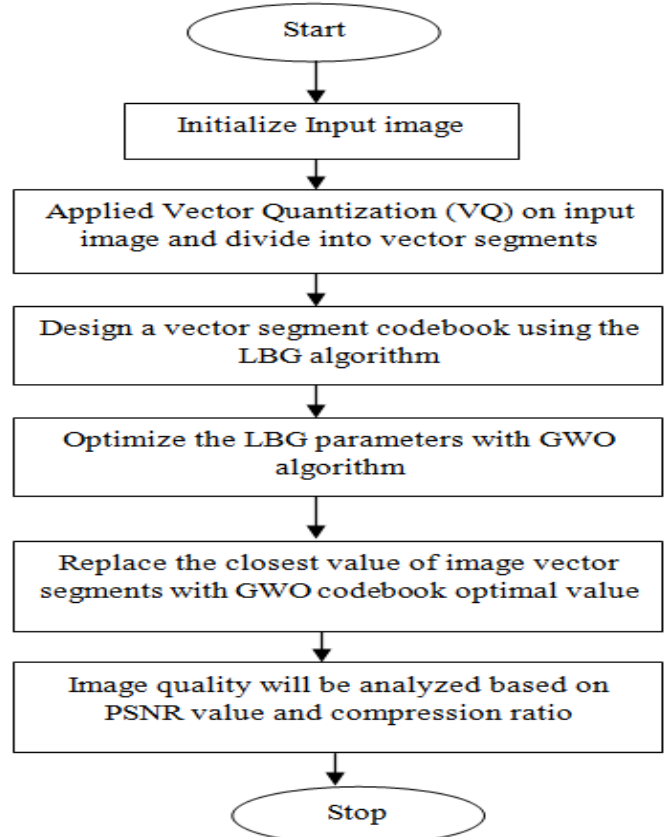 Start
Initialize Input image
Applied Vector Quantization (VQ) on input
image and divide into vector segments
Design a vector segment codebook using the
LBG algorithm
Optimize the LBG parameters with GWO
algorithm
Replace the closest value of image vector
segments with GWO codebook optimal value
Image quality will be analyzed based on
PSNR value and compression ratio
Stop